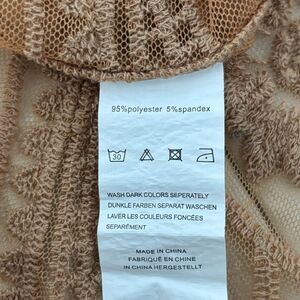 95%polyester 5%spandex
30
WASH DARK COLORS SEPERATELY
DUNKLE FARBEN SEPARAT WASCHEN
LAVER LES COULEURS FONCÉES
SEPARÉMENT
MADE IN CHINA
FABRIQUÉ EN CHINE
IN CHINA HERGESTELLT